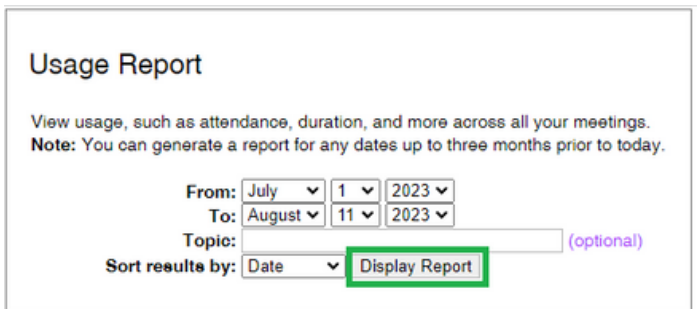 Usage Report
View usage, such as attendance, duration, and more across all your meetings.
Note: You can generate a report for any dates up to three months prior to today.
From: July 1 2023
To: August 11 2023
Topic: (optional)
Sort results by: Date Display Report